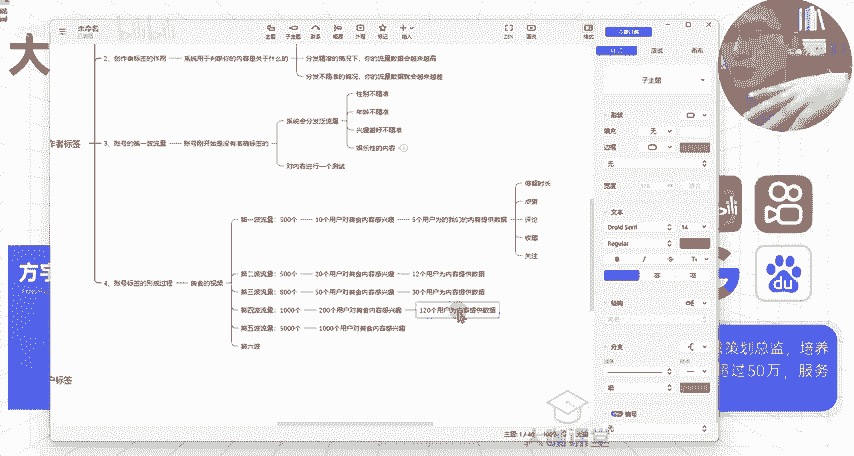 未命名
主题
子主题
联系
概要
外框
标记
插入
ZEN
演说
格式
样式
演示
画布
子主题
2、创作者标签的作用
系统用于判断你的内容是关于什么的
分发精准的情况下，你的流量数据会越来越高
分发不精准的情况，你的流量数据就会越来越差
性别不精准
年龄不精准
系统会分发泛流量
兴趣爱好不精准
娱乐性的内容
作者标签
3、账号的第一波流量
账号刚开始是没有准确标签的
对内容进行一个测试
停留时长
点赞
第一波流量：500个
10个用户对美食内容感兴趣
5个用户为我们的内容提供数据
评论
收藏
关注
第二波流量：500个
20个用户对美食内容感兴趣
12个用户为内容提供数据
4、账号标签的形成过程
美食的视频
第三波流量：800个
50个用户对美食内容感兴趣
30个用户为内容提供数据
第四波流量：1000个
200个用户对美食内容感兴趣
120个用户为内容提供数据
第五波流量：5000个
1000个用户对美食内容感兴趣
第六波
户标签
形状
填充
无
边框
无
宽度
文本
Droid Serif
14
Regular
B
I
S
结构
分支
编号
方宇
策划总监，培养
超过50万，服务
du
bilibili